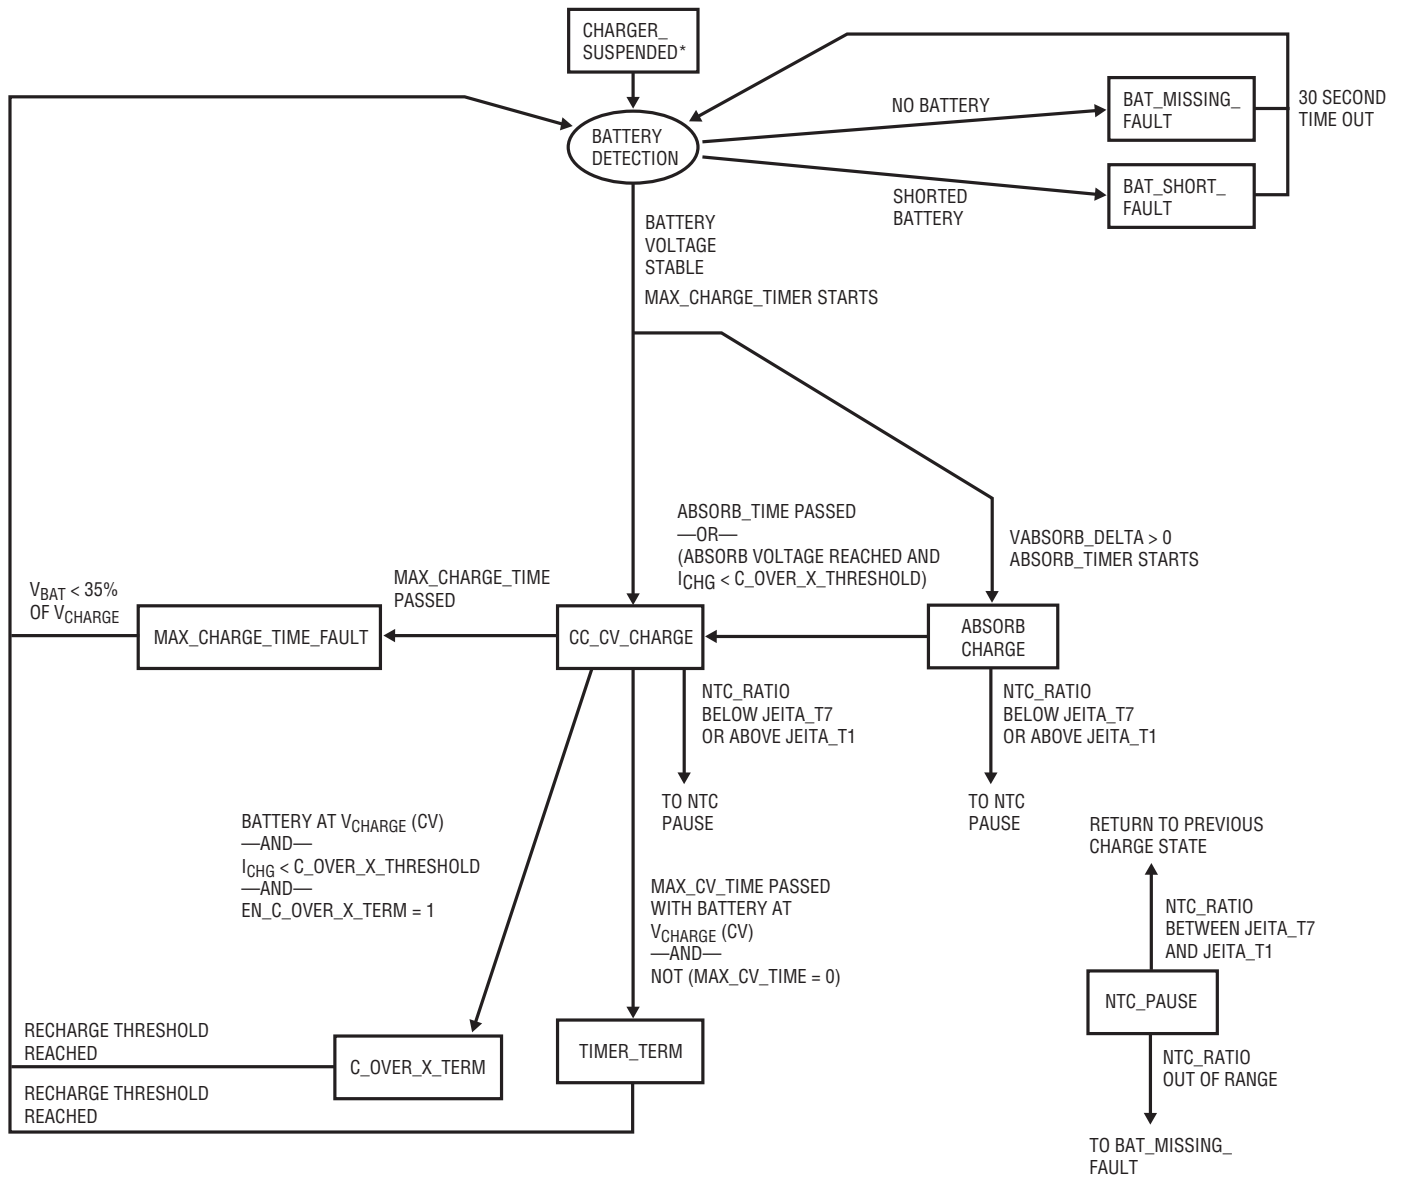 CHARGER_
SUSPENDED*
BATTERY
DETECTION
NO BATTERY
BAT_MISSING_
FAULT
30 SECOND
TIME OUT
SHORTED
BATTERY
BAT_SHORT_
FAULT
BATTERY
VOLTAGE
STABLE
MAX_CHARGE_TIMER STARTS
ABSORB_TIME PASSED
—OR—
(ABSORB VOLTAGE REACHED AND
ICHG < C_OVER_X_THRESHOLD)
VABSORB_DELTA > 0
ABSORB_TIMER STARTS
VBAT < 35%
OF VCHARGE
MAX_CHARGE_TIME
PASSED
MAX_CHARGE_TIME_FAULT
CC_CV_CHARGE
ABSORB
CHARGE
NTC_RATIO
BELOW JEITA_T7
OR ABOVE JEITA_T1
TO NTC
PAUSE
NTC_RATIO
BELOW JEITA_T7
OR ABOVE JEITA_T1
TO NTC
PAUSE
BATTERY AT VCHARGE (CV)
—AND—
ICHG < C_OVER_X_THRESHOLD
—AND—
EN_C_OVER_X_TERM = 1
MAX_CV_TIME PASSED
WITH BATTERY AT
VCHARGE (CV)
—AND—
NOT (MAX_CV_TIME = 0)
RETURN TO PREVIOUS
CHARGE STATE
NTC_RATIO
BETWEEN JEITA_T7
AND JEITA_T1
NTC_PAUSE
NTC_RATIO
OUT OF RANGE
TO BAT_MISSING_
FAULT
RECHARGE THRESHOLD
REACHED
C_OVER_X_TERM
TIMER_TERM
RECHARGE THRESHOLD
REACHED